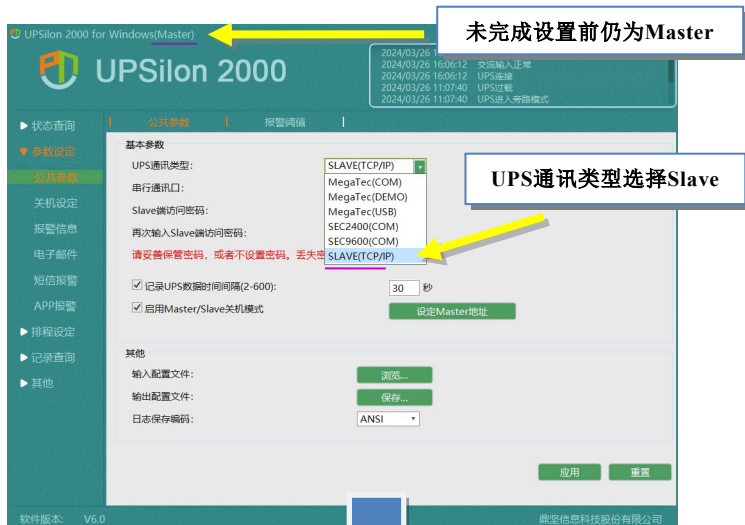 UPSilon 2000 for Windows(Master)
未完成设置前仍为Master
UPSilon 2000
2024/03/26 1
2024/03/26 16:06:12 交流输入正常
2024/03/26 16:06:12 UPS连接
2024/03/26 11:07:40 UPS过载
2024/03/26 11:07:40 UPS进入旁路模式
状态查询
公共参数
报警阈值
参数设定
基本参数
UPS通讯类型:
SLAVE(TCP/IP)
公共参数
串行通讯口:
MegaTec(COM)
UPS通讯类型选择Slave
MegaTec(DEMO)
关机设定
Slave端访问密码:
MegaTec(USB)
SEC2400(COM)
报警信息
再次输入Slave端访问密码:
SEC9600(COM)
电子邮件
请妥善保管密码，或者不设置密码。丢失密
SLAVE(TCP/IP)
短信报警
记录UPS数据时间间隔(2-600):
30 秒
APP报警
启用Master/Slave关机模式
设定Master地址
排程设定
记录查询
其他
其他
输入配置文件:
浏览...
输出配置文件:
保存...
日志保存编码:
ANSI
应用
重置
软件版本: V6.0
鼎坚信息科技股份有限公司